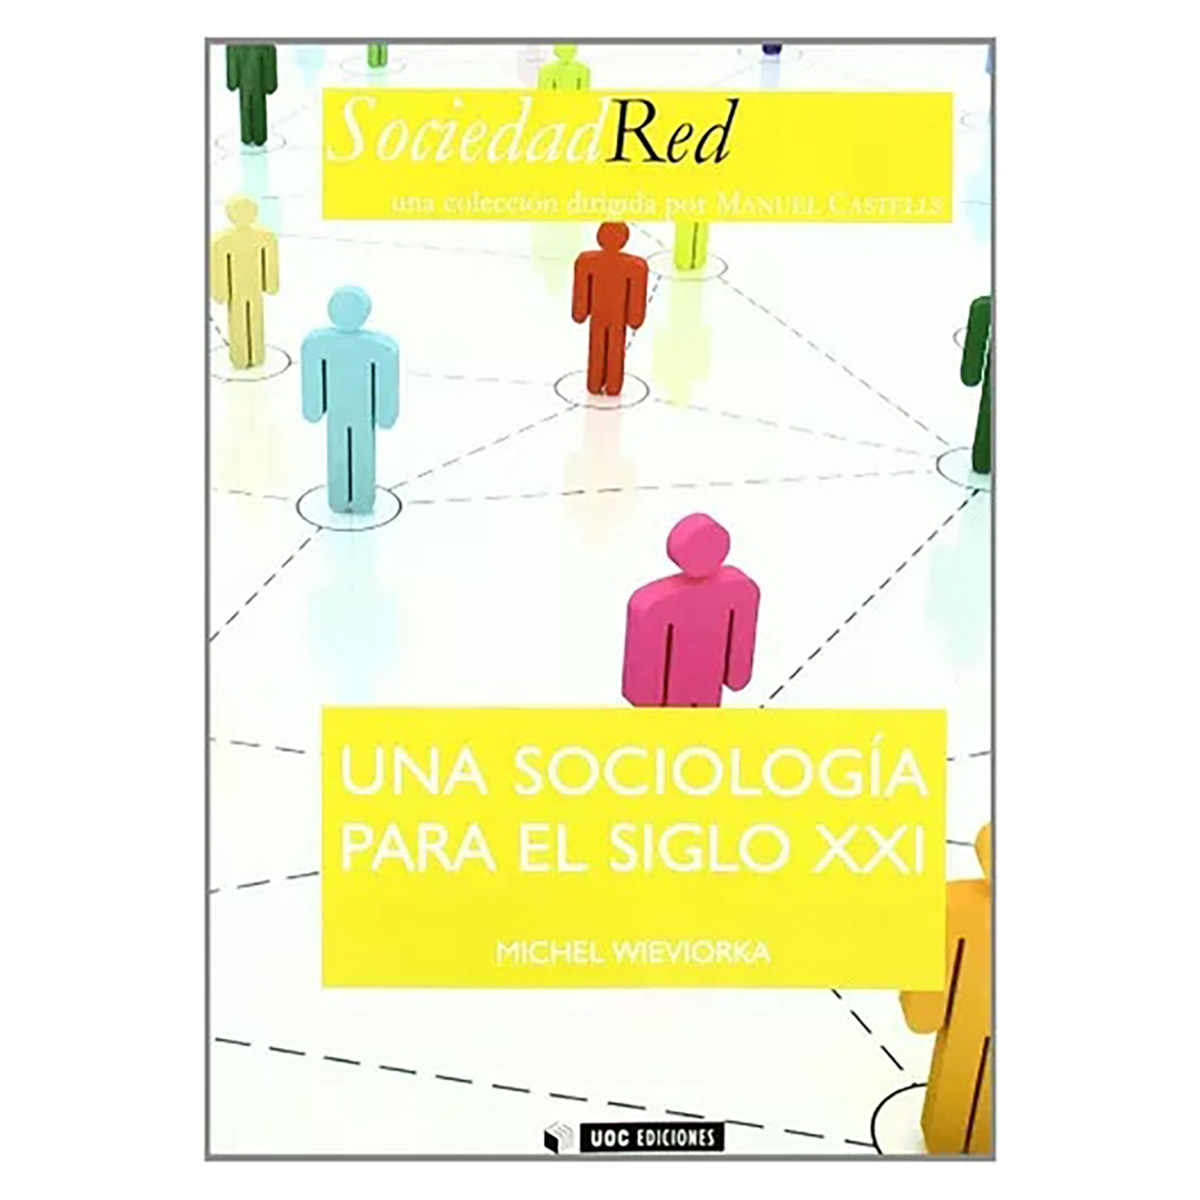 SociedadRed
una colección dirigida por MANUEL CASTELLS
UNA SOCIOLOGÍA
PARA EL SIGLO XXI
MICHEL WIEVIORKA
UOC EDICIONES